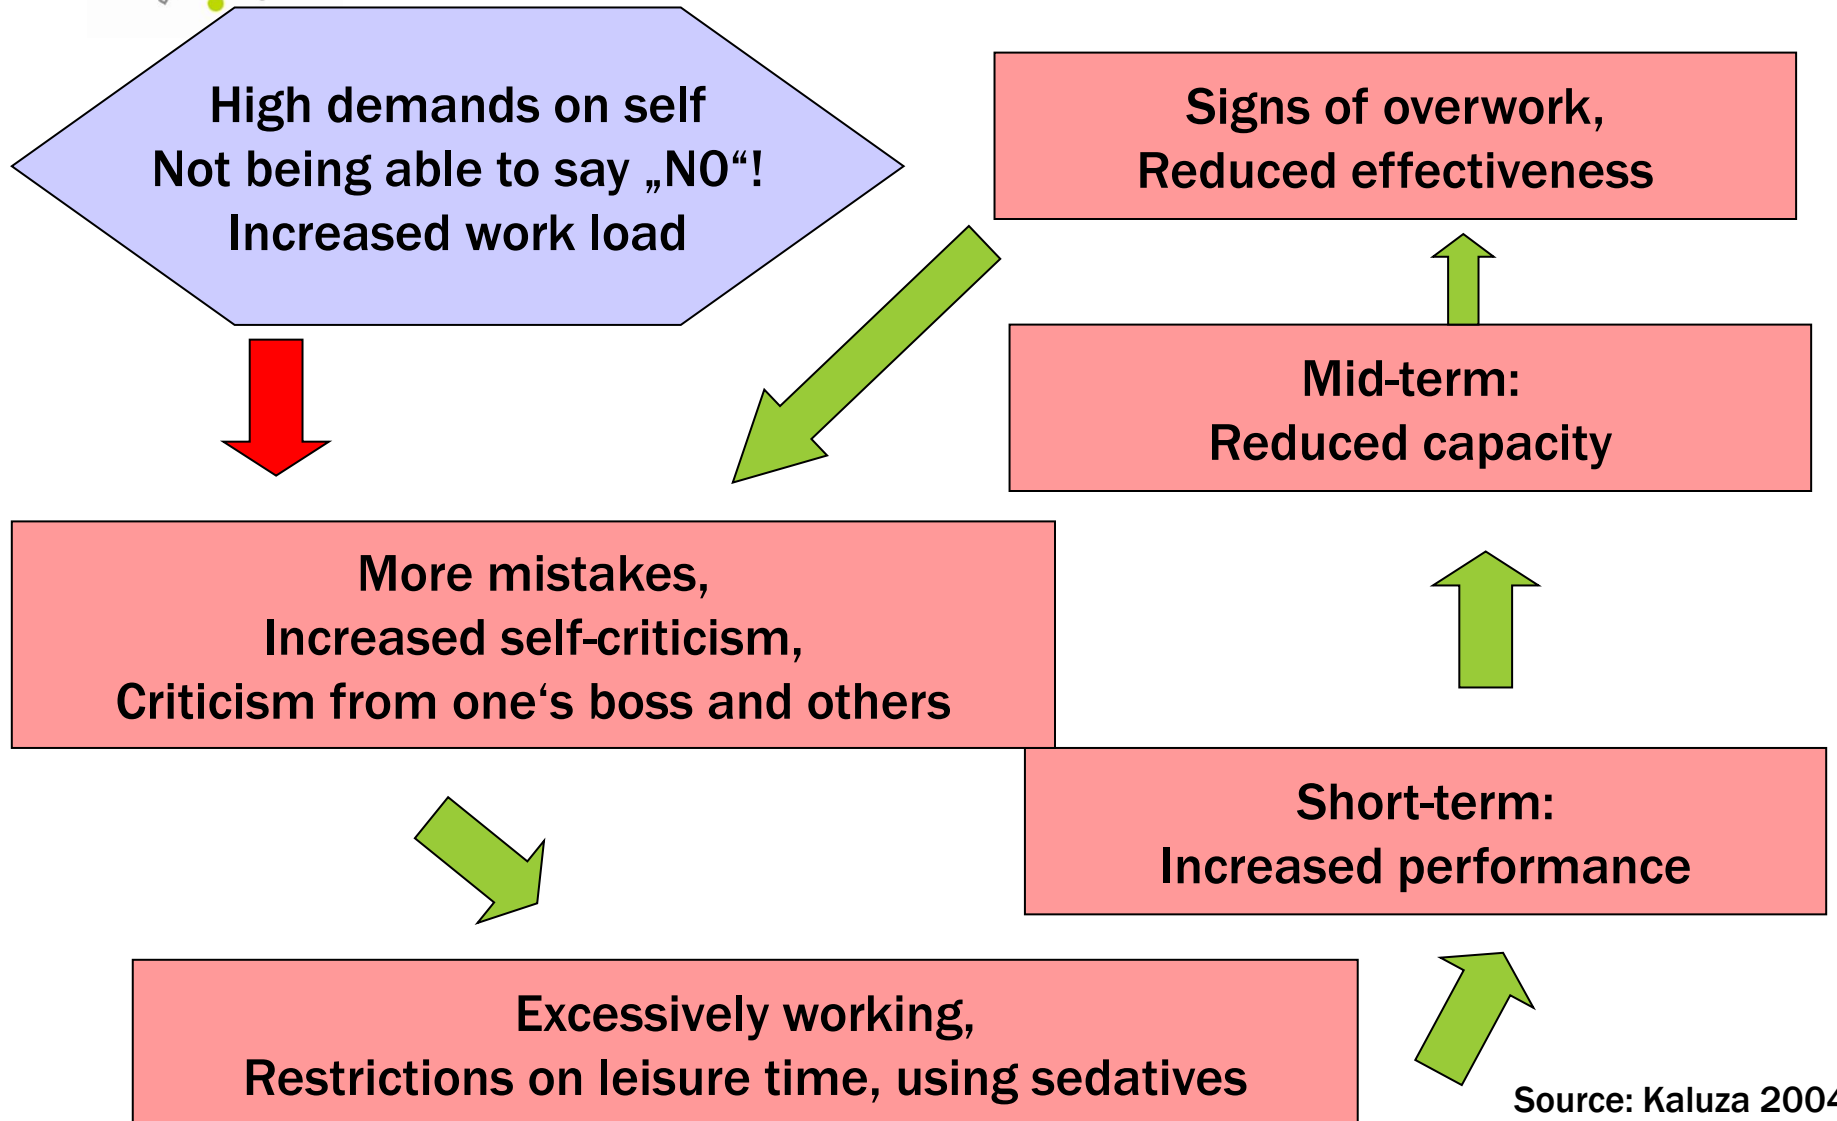 High demands on self
Not being able to say „NO“!
Increased work load
Signs of overwork,
Reduced effectiveness
Mid-term:
Reduced capacity
More mistakes,
Increased self-criticism,
Criticism from one‘s boss and others
Short-term:
Increased performance
Excessively working,
Restrictions on leisure time, using sedatives
Source: Kaluza 2004